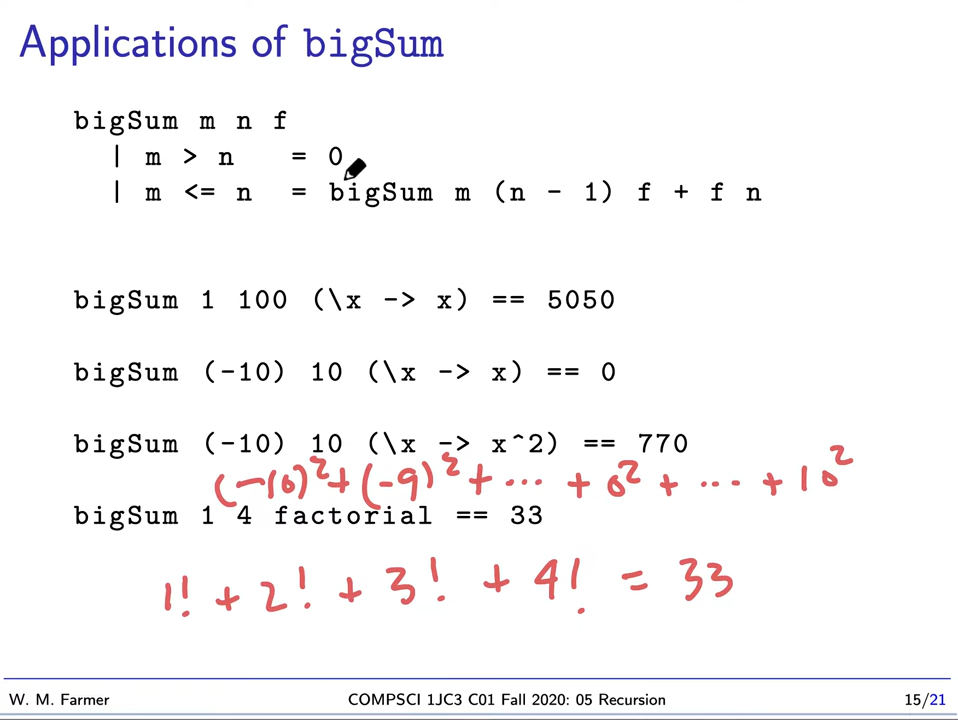 Applications of bigSum
bigSum m n f
| m > n = 0
| m <= n = bigSum m (n - 1) f + f n
bigSum 1 100 (\x -> x) == 5050
bigSum (-10) 10 (\x -> x) == 0
bigSum (-10) 10 (\x -> x^2) == 770
(-10)² + (-9)² + ... + 0² + ... + 10²
bigSum 1 4 factorial == 33
1! + 2! + 3! + 4! = 33
W. M. Farmer COMPSCI 1JC3 C01 Fall 2020: 05 Recursion 15/21